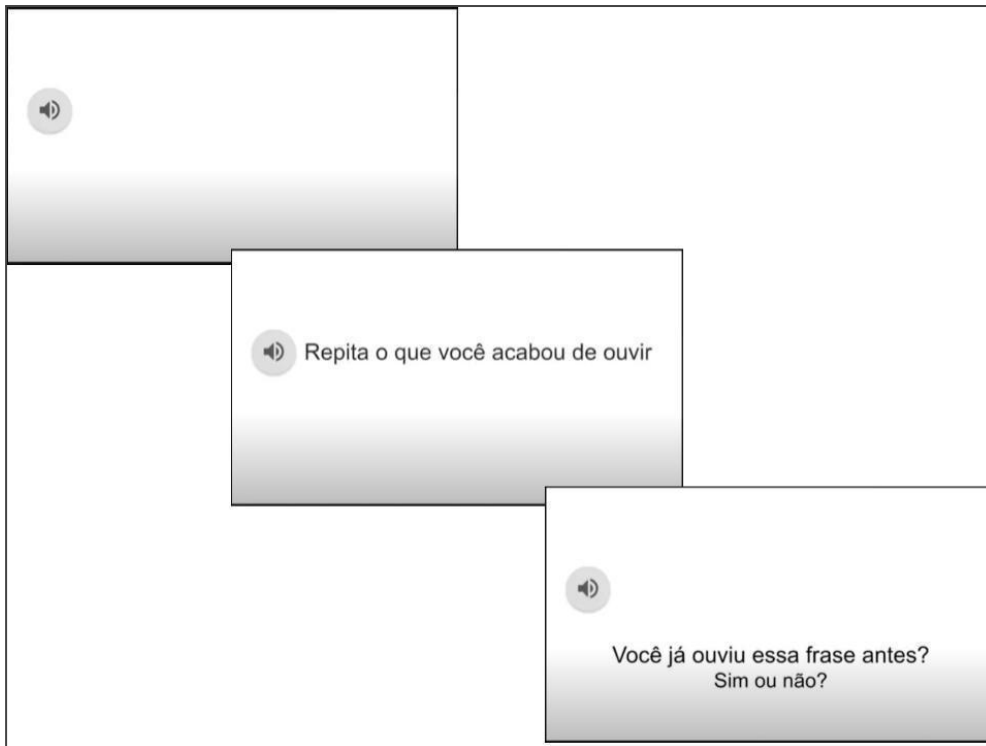 Repita o que você acabou de ouvir
Você já ouviu essa frase antes?
Sim ou não?